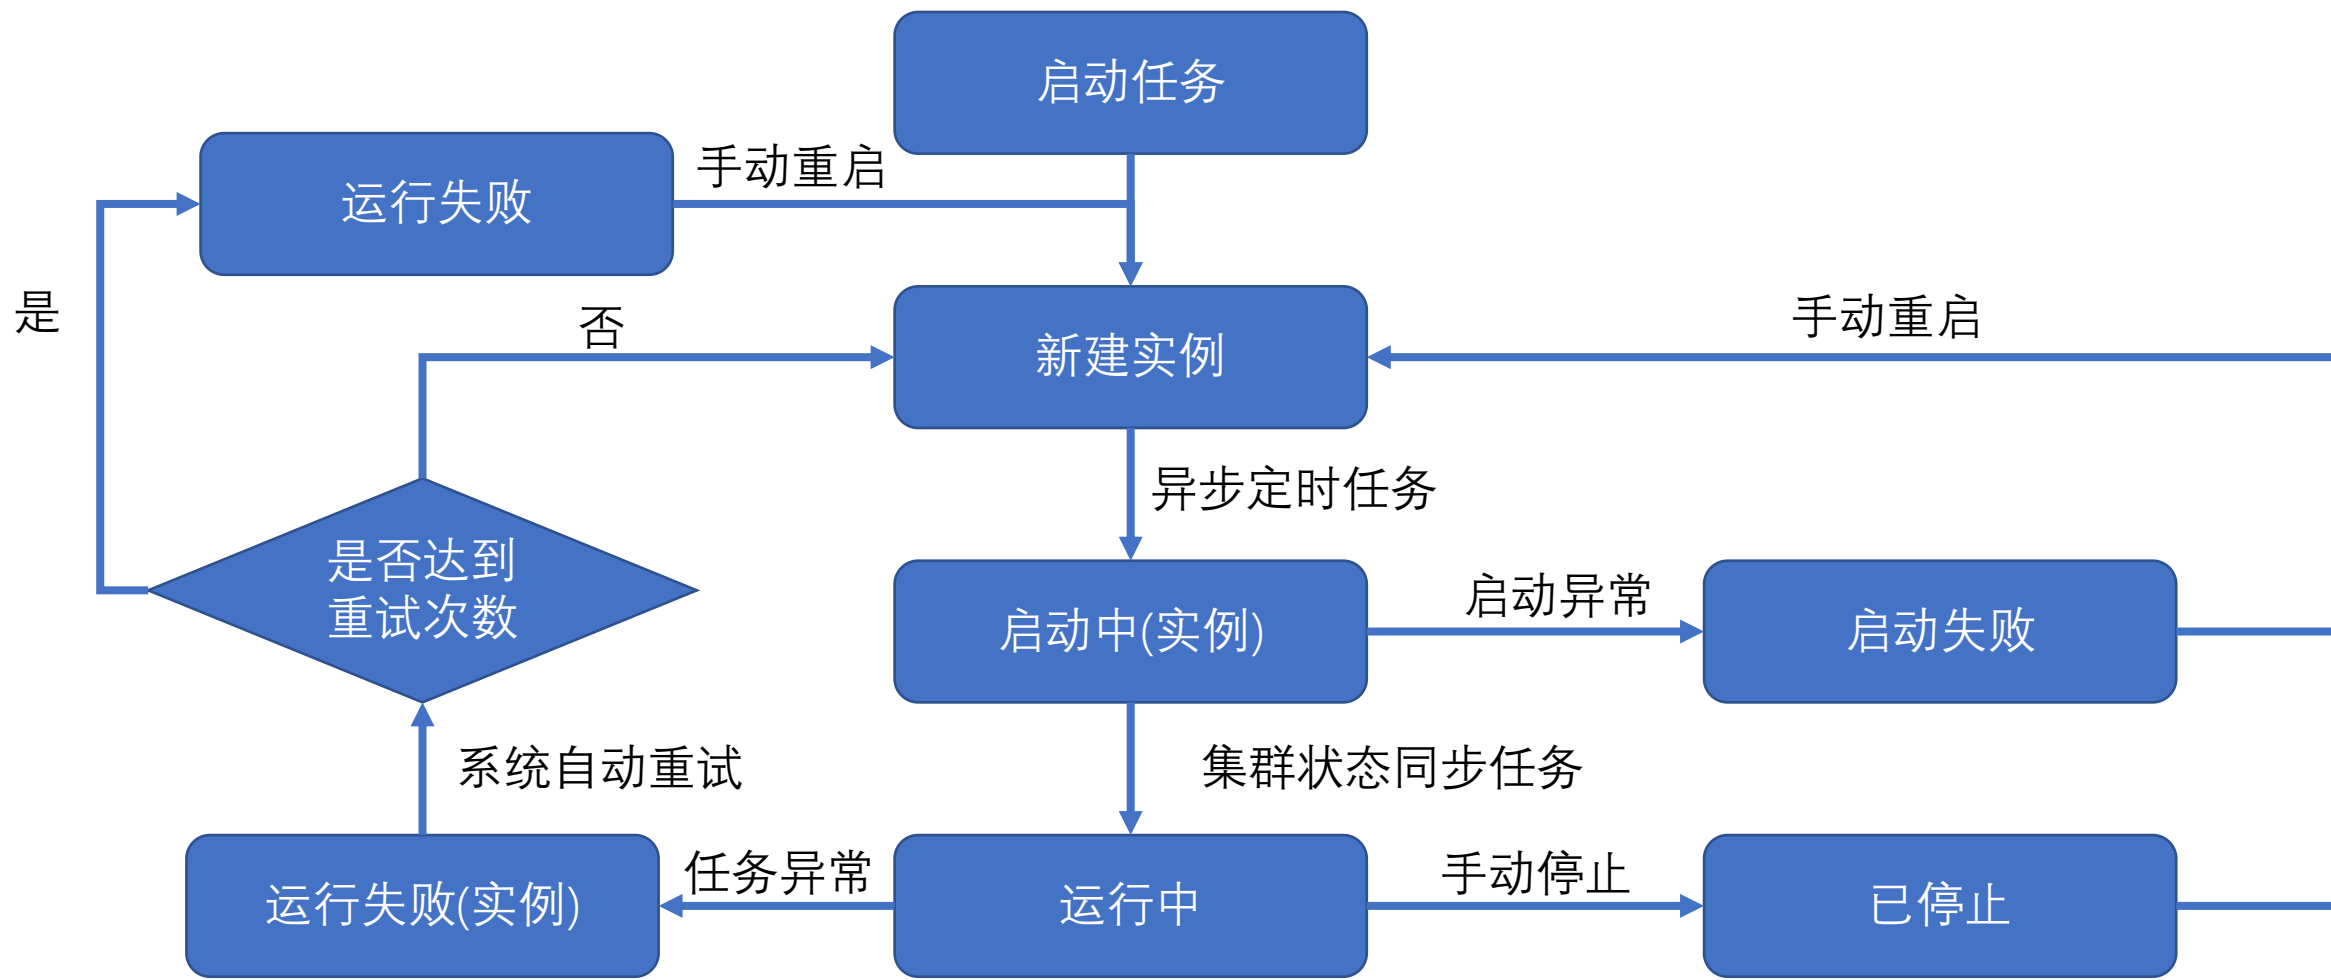 启动任务
运行失败
手动重启
是
否
新建实例
手动重启
异步定时任务
是否达到
重试次数
启动中(实例)
启动异常
启动失败
系统自动重试
集群状态同步任务
运行失败(实例)
任务异常
运行中
手动停止
已停止